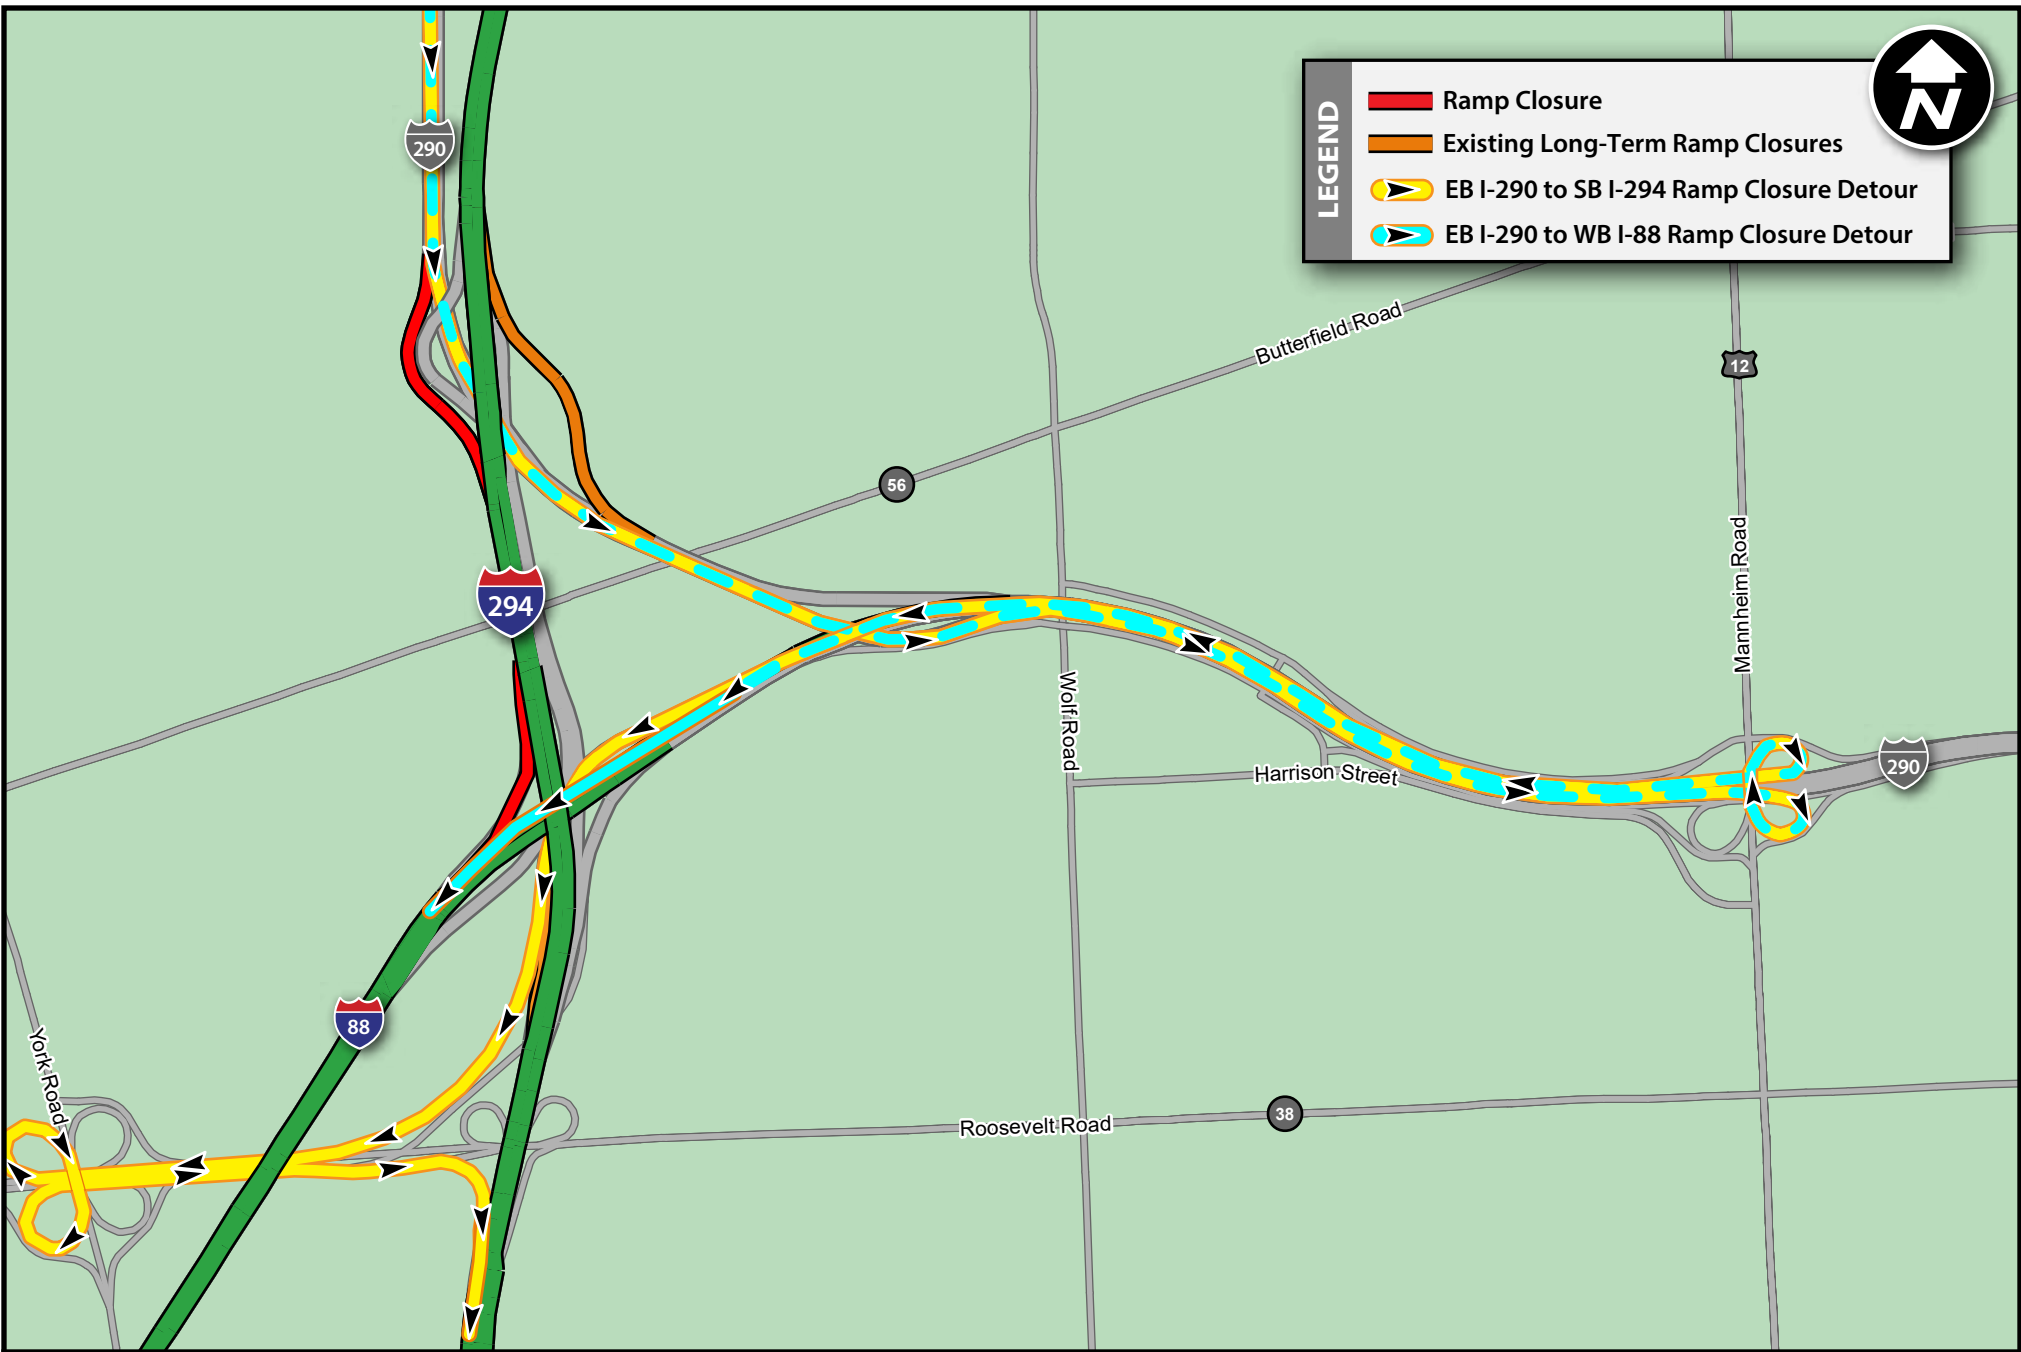 LEGEND
Ramp Closure
Existing Long-Term Ramp Closures
EB I-290 to SB I-294 Ramp Closure Detour
EB I-290 to WB I-88 Ramp Closure Detour
N
290
Butterfield Road
12
56
Mannheim Road
294
Wolf Road
Harrison Street
290
88
York Road
Roosevelt Road
38